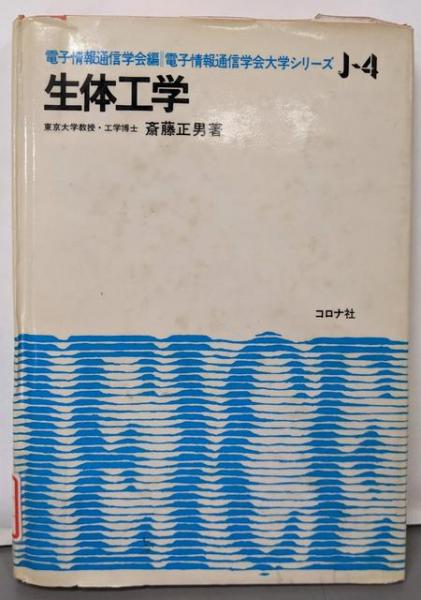 電子情報通信学会編 電子情報通信学会大学シリーズ J-4
生体工学
東京大学教授・工学博士 斎藤正男著
コロナ社